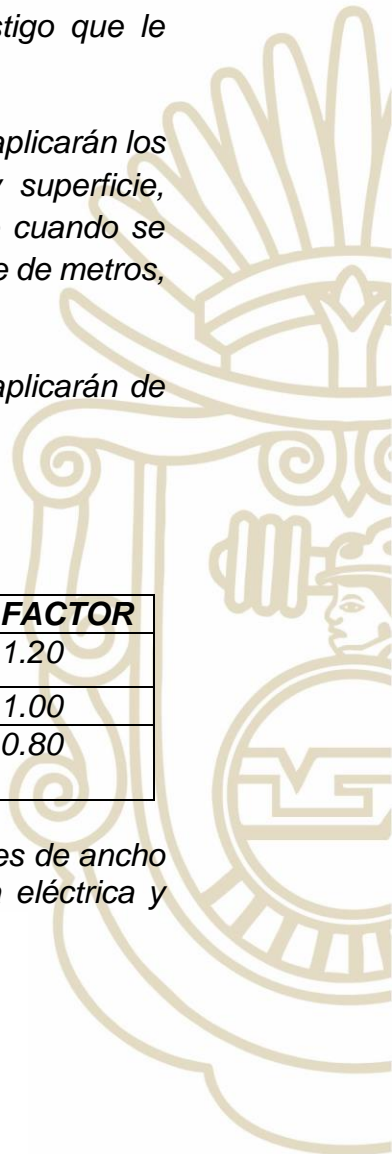 stigo que le
aplicarán los
y superficie,
cuando se
e de metros,
aplicarán de
FACTOR
1.20
1.00
0.80
es de ancho
eléctrica y